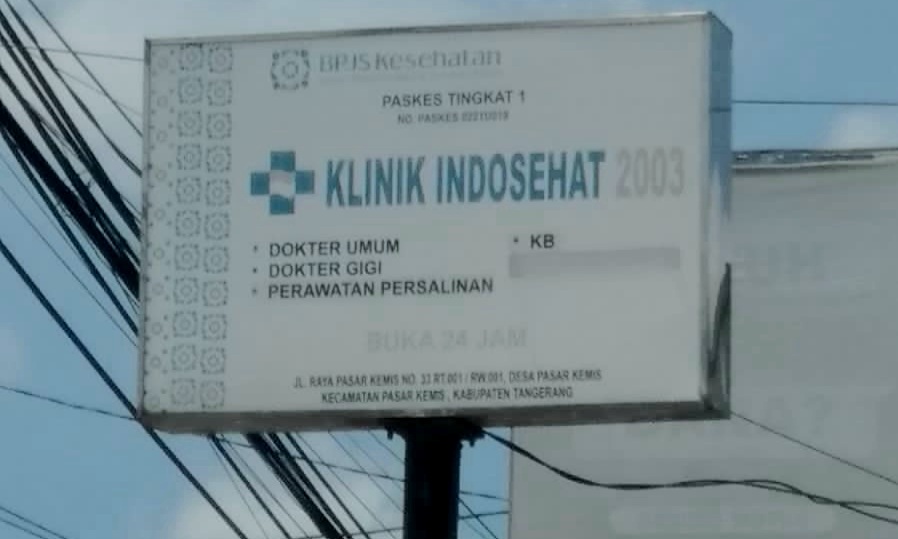 BPJS Kesehatan
PASKES TINGKAT 1
NO. PASKES 0221U019
KLINIK INDOSEHAT 2003
• DOKTER UMUM
• DOKTER GIGI
• PERAWATAN PERSALINAN
• KB
BUKA 24 JAM
JL. RAYA PASAR KEMIS NO. 33 RT.001 / RW.001, DESA PASAR KEMIS
KECAMATAN PASAR KEMIS , KABUPATEN TANGERANG